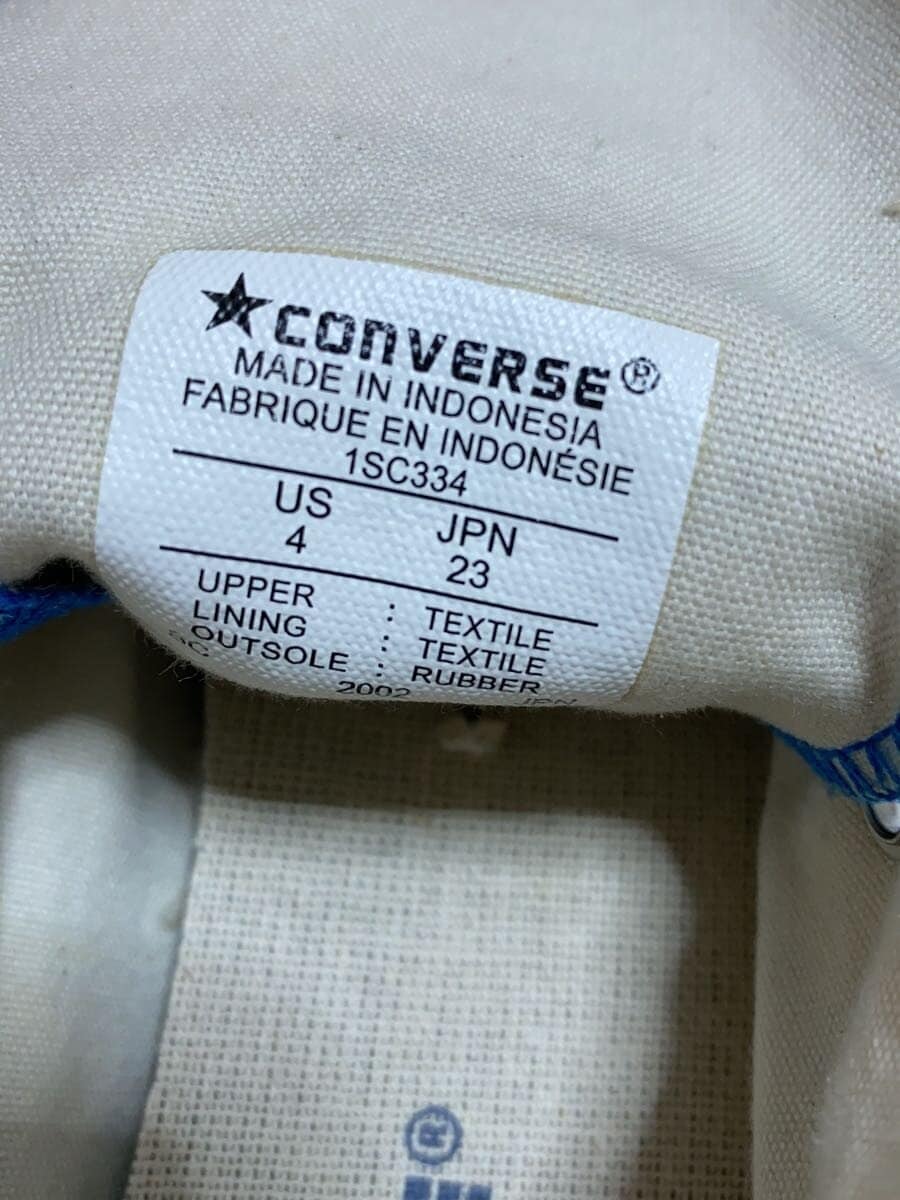 ★CONVERSE®
MADE IN INDONESIA
FABRIQUE EN INDONÉSIE
1SC334
US JPN
4 23
UPPER : TEXTILE
LINING : TEXTILE
OUTSOLE : RUBBER
2002 JPN
®